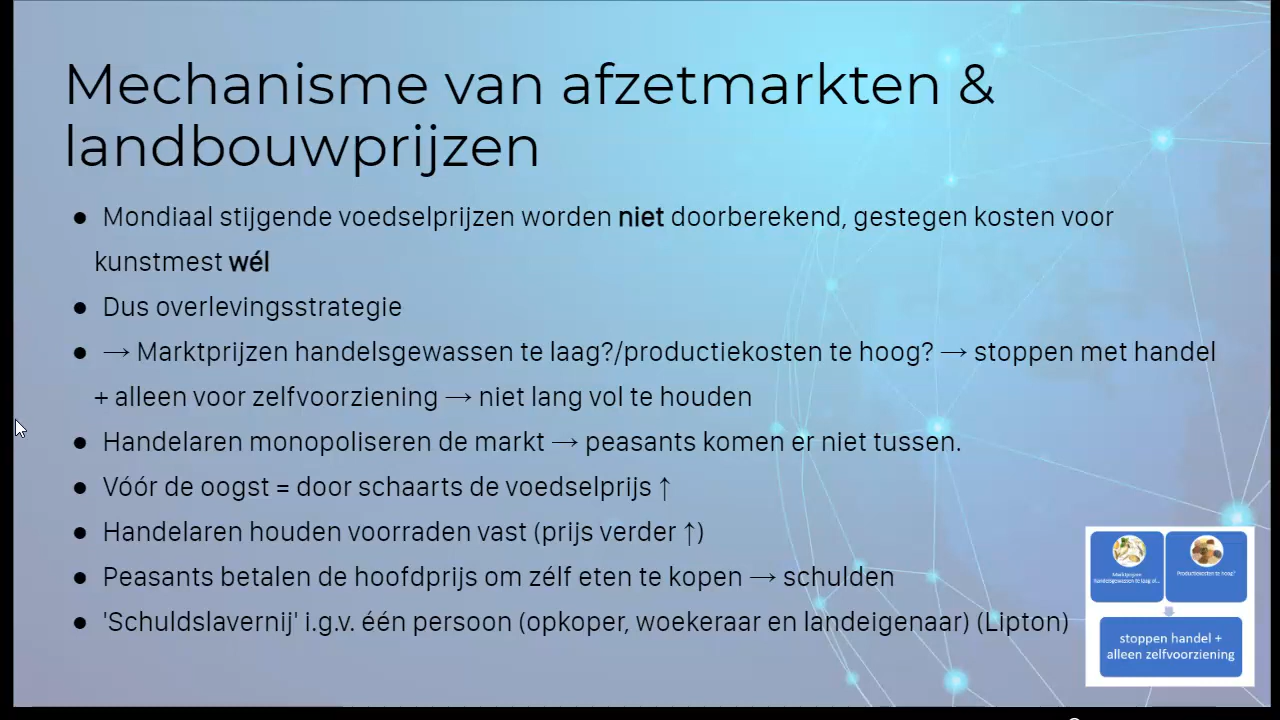 Mechanisme van afzetmarkten &
landbouwprijzen
● Mondiaal stijgende voedselprijzen worden niet doorberekend, gestegen kosten voor
kunstmest wél
● Dus overlevingsstrategie
● → Marktprijzen handelsgewassen te laag?/productiekosten te hoog? → stoppen met handel
+ alleen voor zelfvoorziening → niet lang vol te houden
● Handelaren monopoliseren de markt → peasants komen er niet tussen.
● Vóór de oogst = door schaarts de voedselprijs ↑
● Handelaren houden voorraden vast (prijs verder ↑)
● Peasants betalen de hoofdprijs om zélf eten te kopen → schulden
● 'Schuldslavernij' i.g.v. één persoon (opkoper, woekeraar en landeigenaar) (Lipton)
Marktprijzen
handelsgewassen te laag of...
Productiekosten te hoog?
stoppen handel +
alleen zelfvoorziening